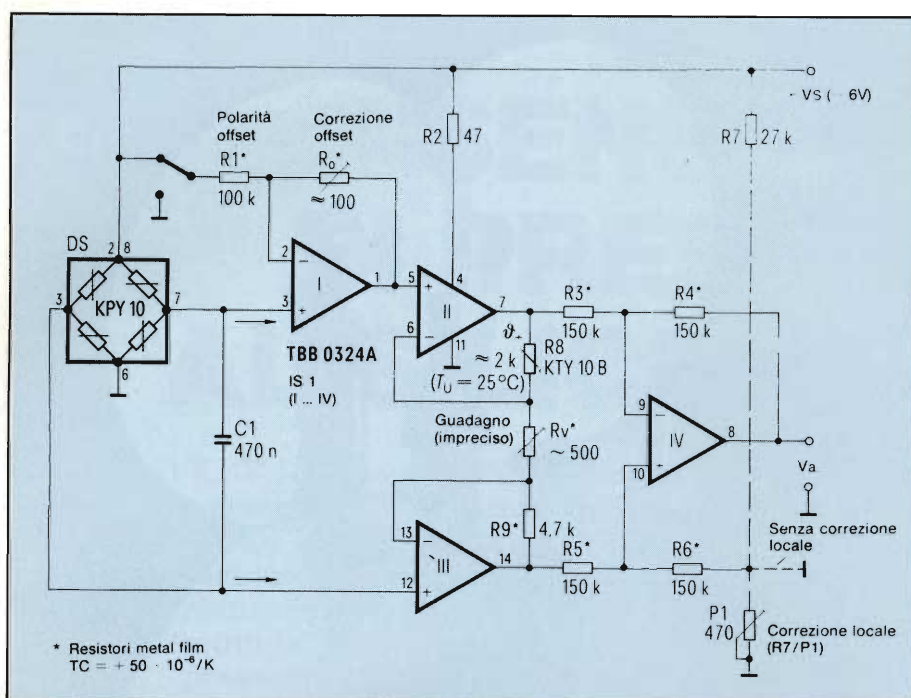 - VS (- 6V)
Polarità
offset
Correzione
offset
R1*
Ro*
100 k
≈ 100
R2
47
R7
27 k
DS
2
8
3
7
KPY 10
6
2
3
I
1
5
6
4
II
11
7
TBB 0324A
IS 1
(I ... IV)
R3*
150 k
R4*
150 k
ϑ+
≈ 2 k
R8
KTY 10 B
(TU = 25°C)
C1
470 n
Guadagno
(impreciso)
Rv*
~ 500
9
10
IV
8
Va
13
12
III
14
R9*
4,7 k
R5*
150 k
R6*
150 k
Senza correzione
locale
P1
470
Correzione locale
(R7/P1)
* Resistori metal film
TC = + 50 · 10⁻⁶/K